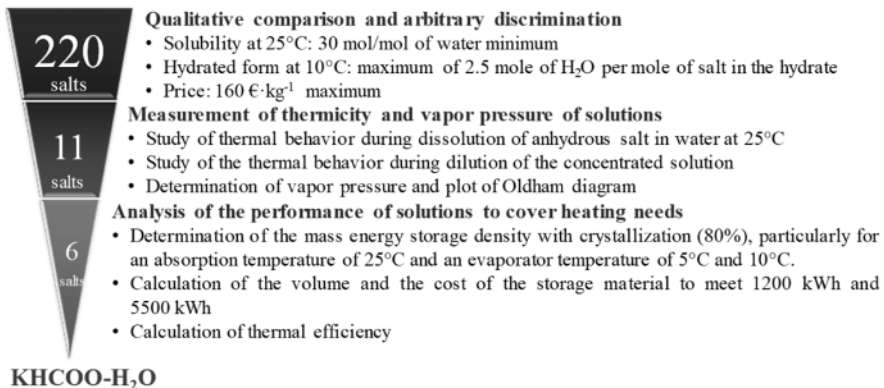 Qualitative comparison and arbitrary discrimination
220
salts
• Solubility at 25°C: 30 mol/mol of water minimum
• Hydrated form at 10°C: maximum of 2.5 mole of H₂O per mole of salt in the hydrate
• Price: 160 €·kg⁻¹ maximum
Measurement of thermicity and vapor pressure of solutions
11
salts
• Study of thermal behavior during dissolution of anhydrous salt in water at 25°C
• Study of the thermal behavior during dilution of the concentrated solution
• Determination of vapor pressure and plot of Oldham diagram
Analysis of the performance of solutions to cover heating needs
6
salts
• Determination of the mass energy storage density with crystallization (80%), particularly for
an absorption temperature of 25°C and an evaporator temperature of 5°C and 10°C.
• Calculation of the volume and the cost of the storage material to meet 1200 kWh and
5500 kWh
• Calculation of thermal efficiency
KHCOO-H₂O